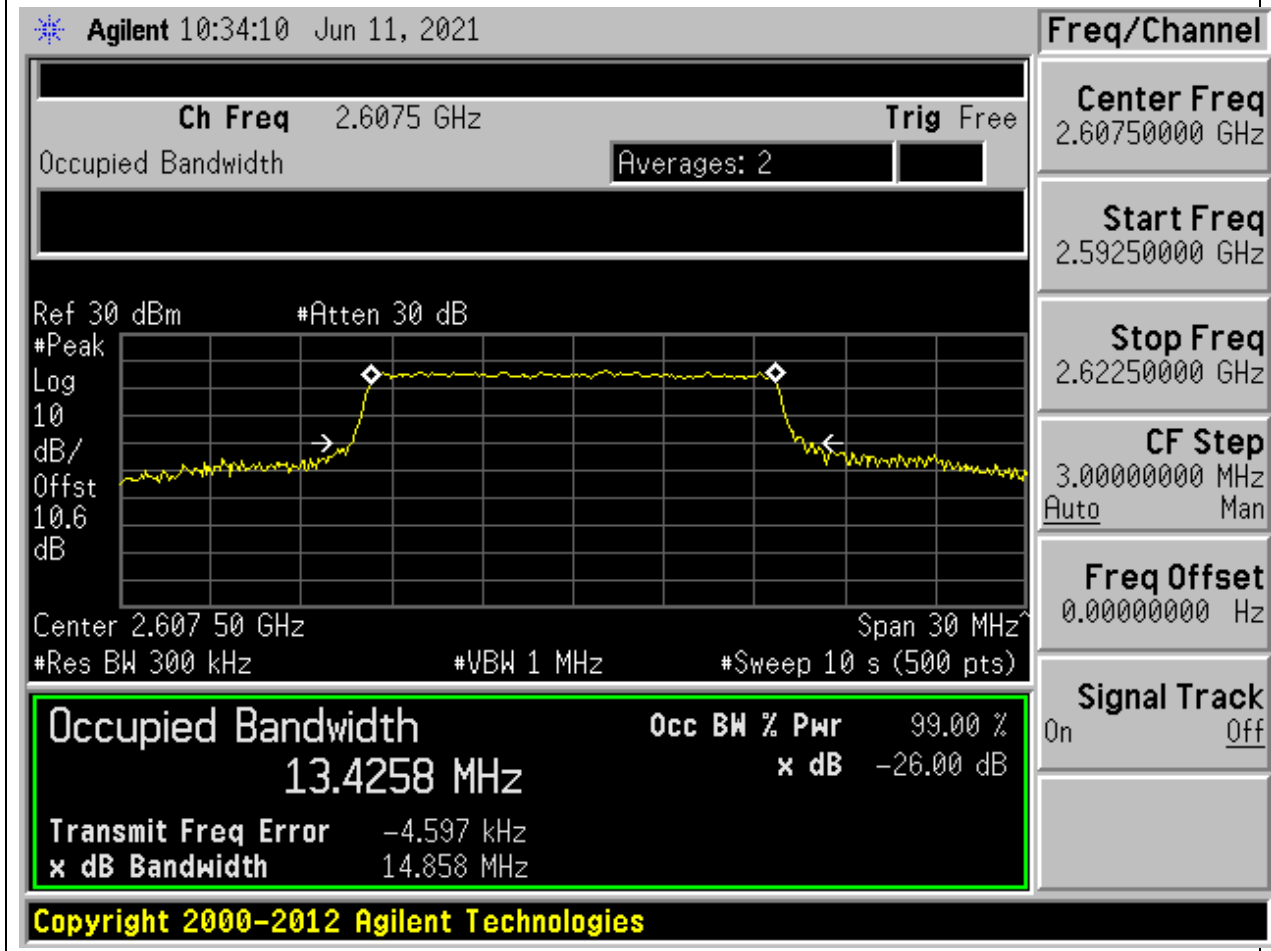 Agilent 10:34:10 Jun 11, 2021
Freq/Channel
Ch Freq 2.6075 GHz Trig Free
Occupied Bandwidth Averages: 2
Center Freq
2.60750000 GHz
Start Freq
2.59250000 GHz
Stop Freq
2.62250000 GHz
CF Step
3.00000000 MHz
Auto Man
Freq Offset
0.00000000 Hz
Signal Track
On Off
Ref 30 dBm #Atten 30 dB
#Peak
Log
10
dB/
Offst
10.6
dB
Center 2.607 50 GHz Span 30 MHz^
#Res BW 300 kHz #VBW 1 MHz #Sweep 10 s (500 pts)
Occupied Bandwidth
13.4258 MHz
Occ BW % Pwr 99.00 %
x dB -26.00 dB
Transmit Freq Error -4.597 kHz
x dB Bandwidth 14.858 MHz
Copyright 2000-2012 Agilent Technologies